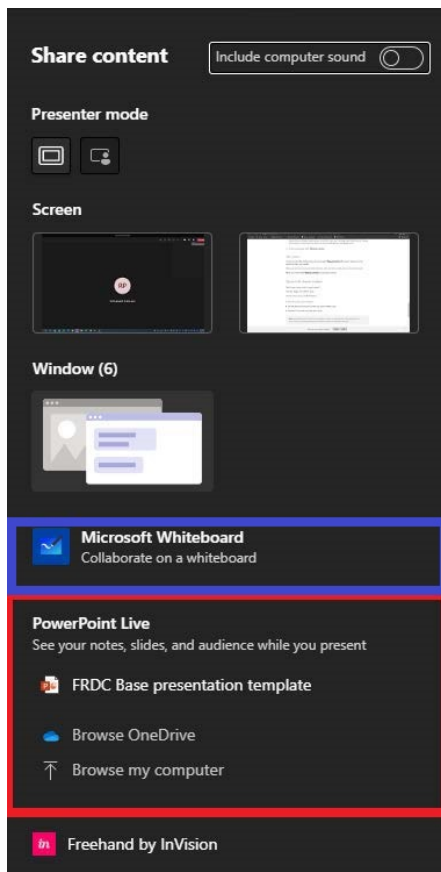 Share content
Include computer sound
Presenter mode
Screen
RP
Window (6)
Microsoft Whiteboard
Collaborate on a whiteboard
PowerPoint Live
See your notes, slides, and audience while you present
FRDC Base presentation template
Browse OneDrive
Browse my computer
in
Freehand by InVision